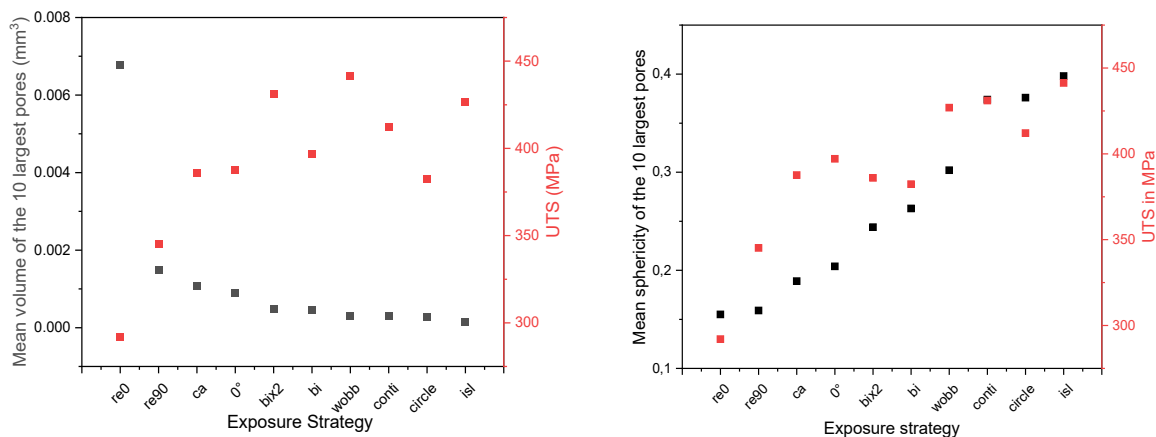 Mean volume of the 10 largest pores (mm³)
0.008
0.006
0.004
0.002
0.000
450
400
350
300
UTS (MPa)
re0
re90
ca
0°
bix2
bi
wobb
conti
circle
isl
Exposure Strategy
Mean sphericity of the 10 largest pores
0,4
0,3
0,2
0,1
450
400
350
300
UTS in MPa
re0
re90
ca
0°
bix2
bi
wobb
conti
circle
isl
Exposure strategy